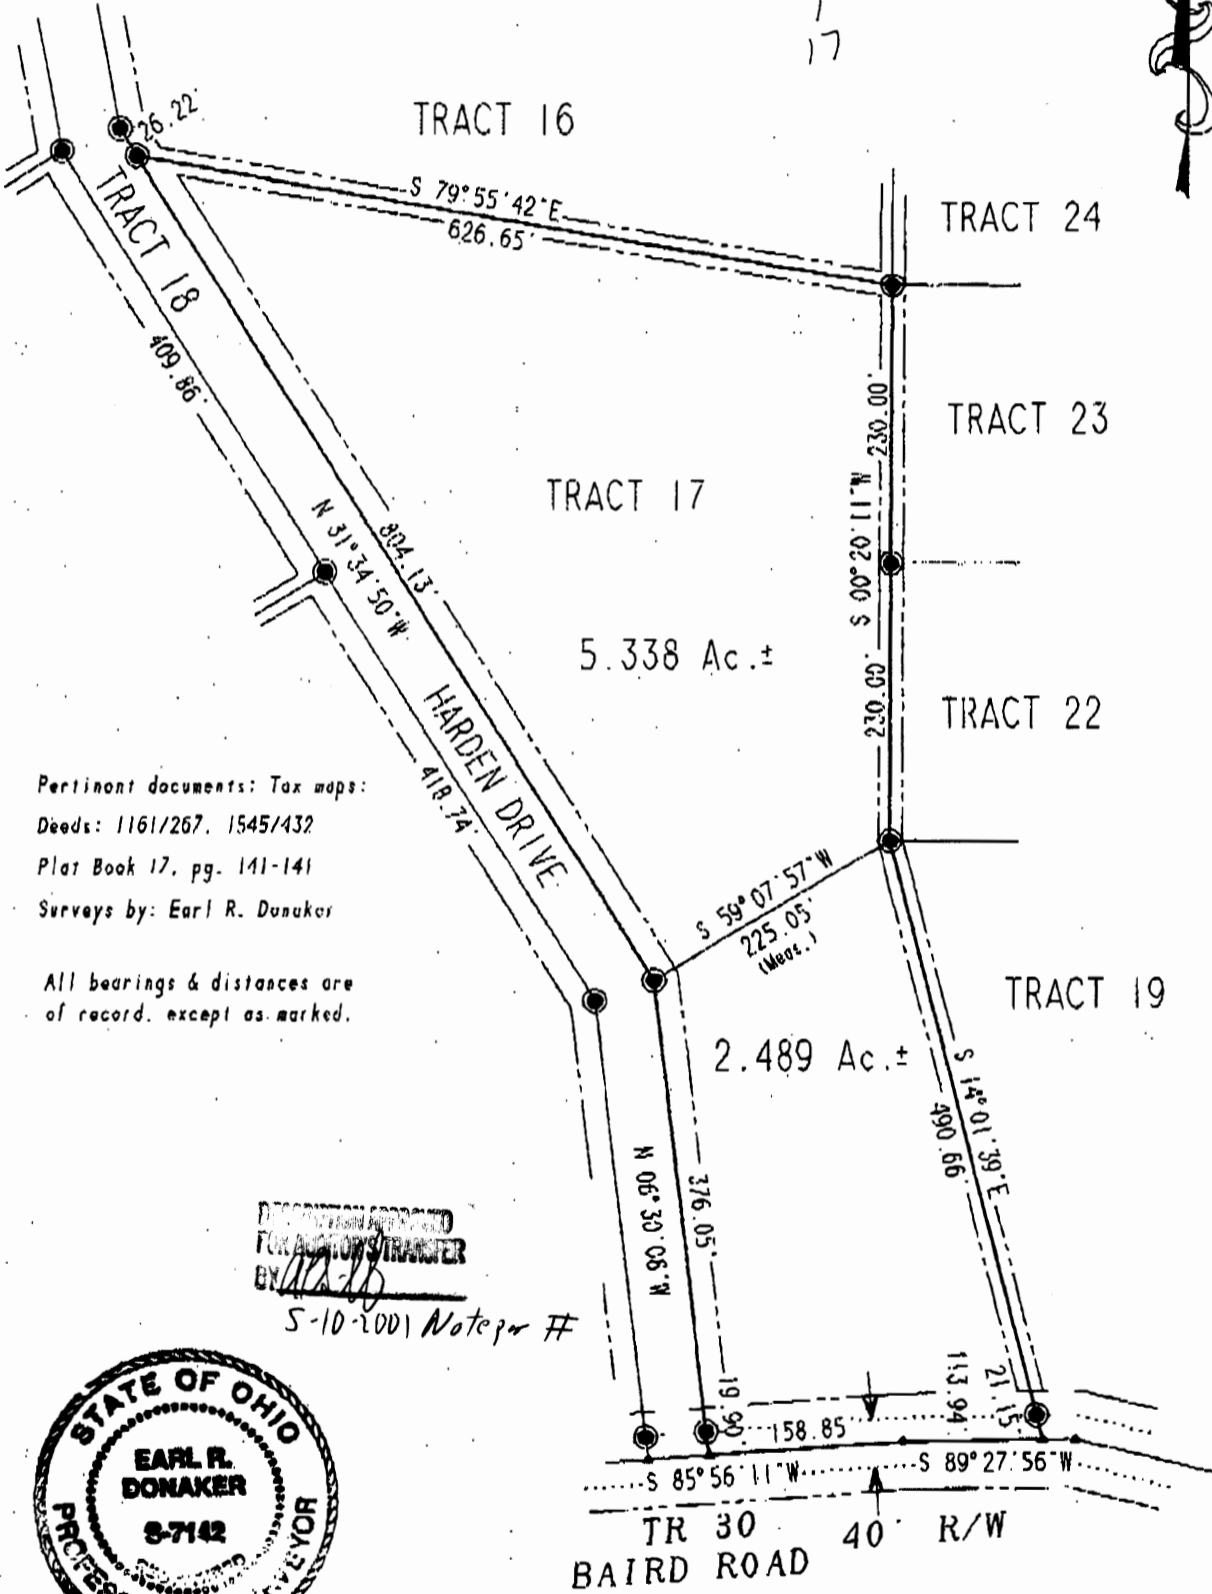 17
TRACT 16
26.22'
S 79°55'42"E
626.65'
TRACT 24
TRACT 18
409.86'
TRACT 23
230.00'
TRACT 17
S 00°20'11"W
N 31°34'50"W
804.13'
5.338 Ac.±
230.00'
TRACT 22
HARDEN DRIVE
418.74'
Pertinont documents: Tax maps:
Deeds: 1161/267, 1545/432
Plat Book 17, pg. 141-141
Surveys by: Earl R. Donaker
All bearings & distances are
of record, except as marked.
S 59°07'57"W
225.05'
(Meas.)
TRACT 19
2.489 Ac.±
S 14°01'39"E
490.66'
N 06°30'06"W
376.05'
DESCRIPTION APPROVED
FOR AUDITOR'S TRANSFER
BY
5-10-2001 Note per #
19.90
158.85
113.94
21.15'
S 85°56'11"W
S 89°27'56"W
TR 30 40' R/W
BAIRD ROAD
STATE OF OHIO
EARL R.
DONAKER
S-7142